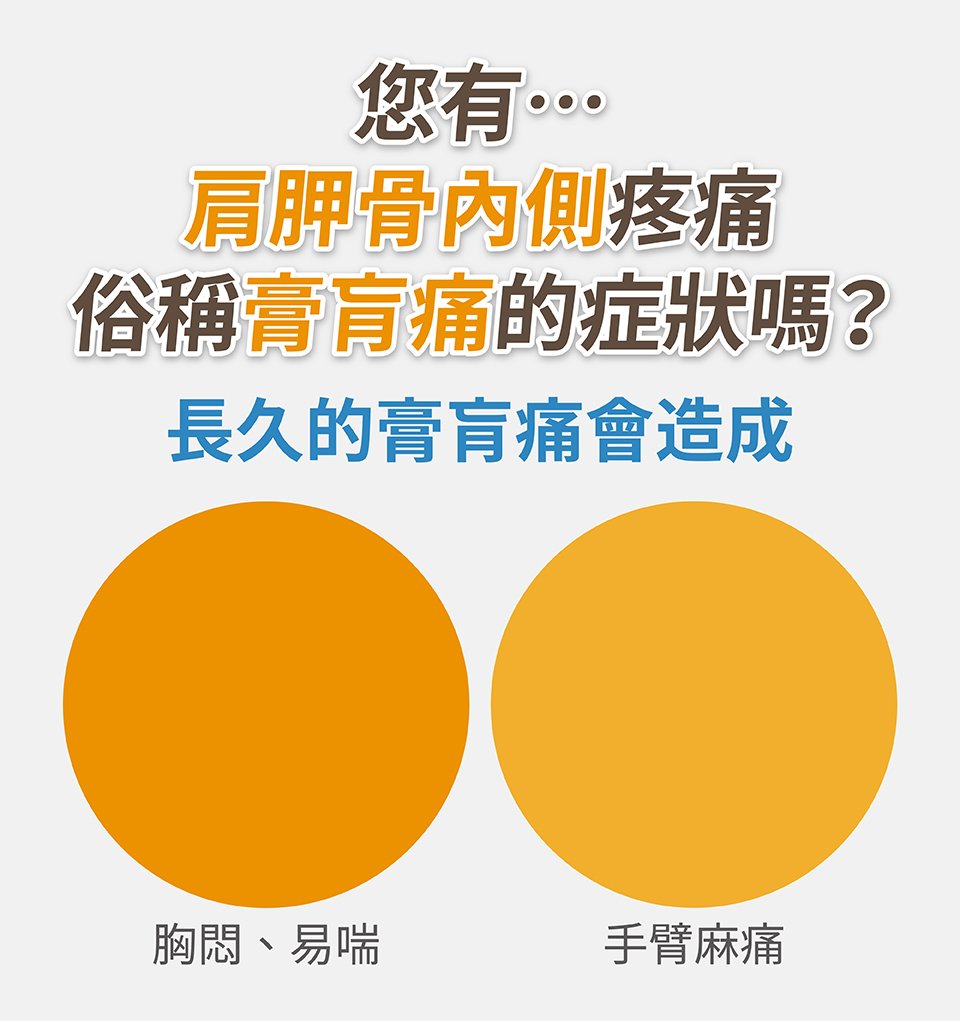 您有…
肩胛骨內側疼痛
俗稱膏肓痛的症狀嗎？
長久的膏肓痛會造成
胸悶、易喘
手臂麻痛